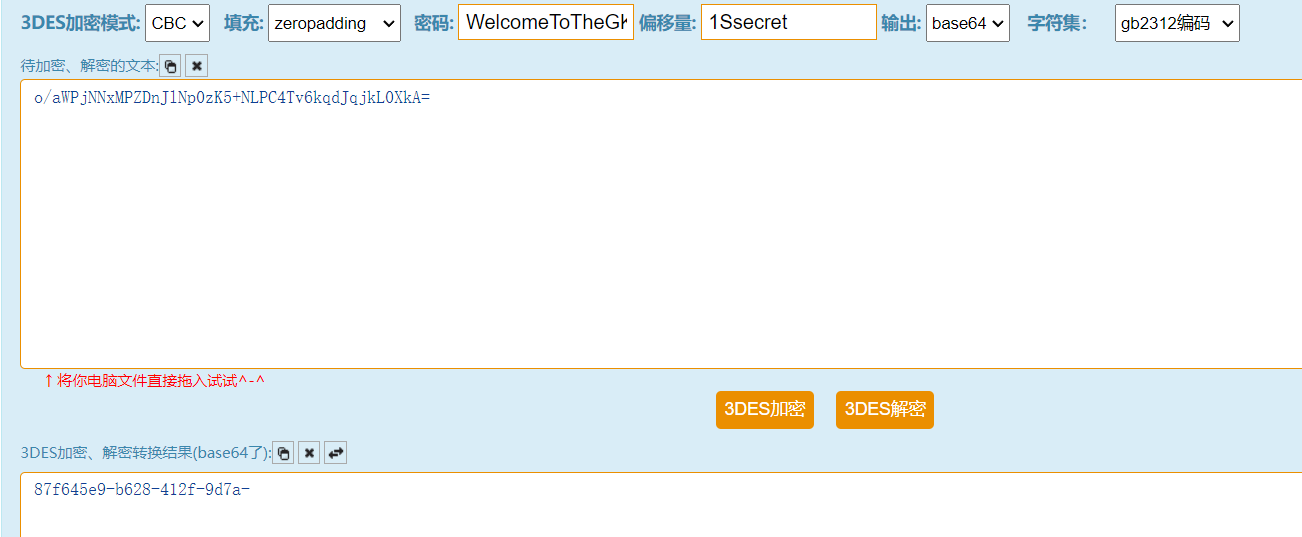 3DES加密模式: CBC 填充: zeropadding 密码: WelcomeToTheGK 偏移量: 1Ssecret 输出: base64 字符集: gb2312编码
待加密、解密的文本:
o/aWPjNNxMPZDnJlNp0zK5+NLPC4Tv6kqdJqjkL0XkA=
↑将你电脑文件直接拖入试试^-^
3DES加密 3DES解密
3DES加密、解密转换结果(base64了):
87f645e9-b628-412f-9d7a-